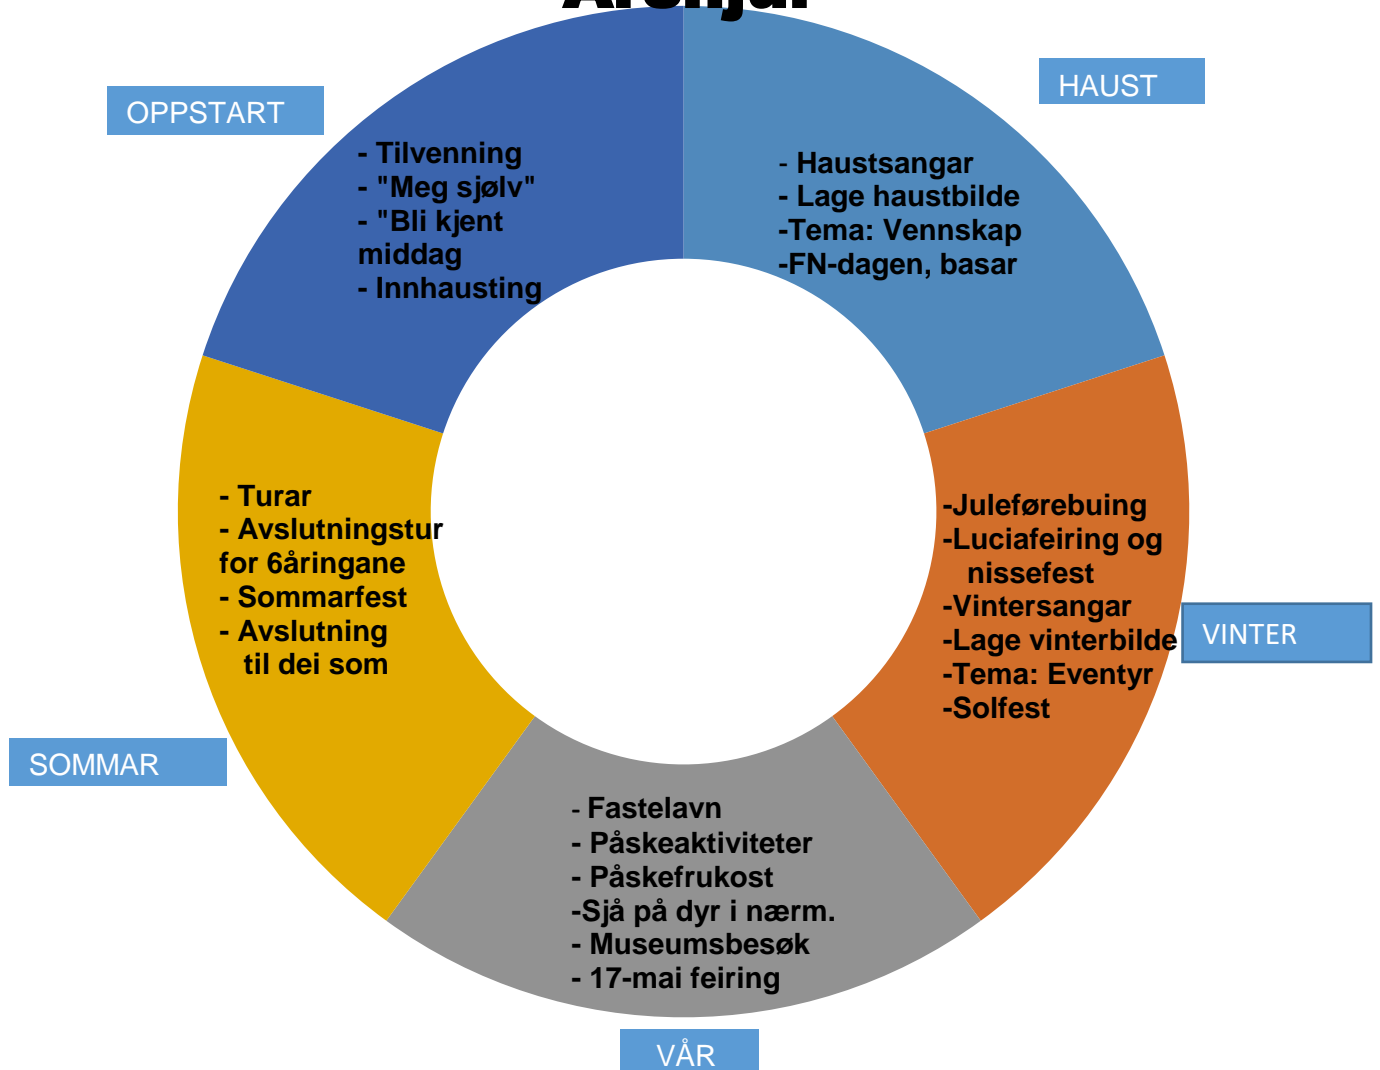 OPPSTART
- Tilvenning
- "Meg sjølv"
- "Bli kjent
middag
- Innhausting
HAUST
- Haustsangar
- Lage haustbilde
-Tema: Vennskap
-FN-dagen, basar
VINTER
-Juleførebuing
-Luciafeiring og
nissefest
-Vintersangar
-Lage vinterbilde
-Tema: Eventyr
-Solfest
- Fastelavn
- Påskeaktiviteter
- Påskefrukost
-Sjå på dyr i nærm.
- Museumsbesøk
- 17-mai feiring
VÅR
- Turar
- Avslutningstur
for 6åringane
- Sommarfest
- Avslutning
til dei som
SOMMAR